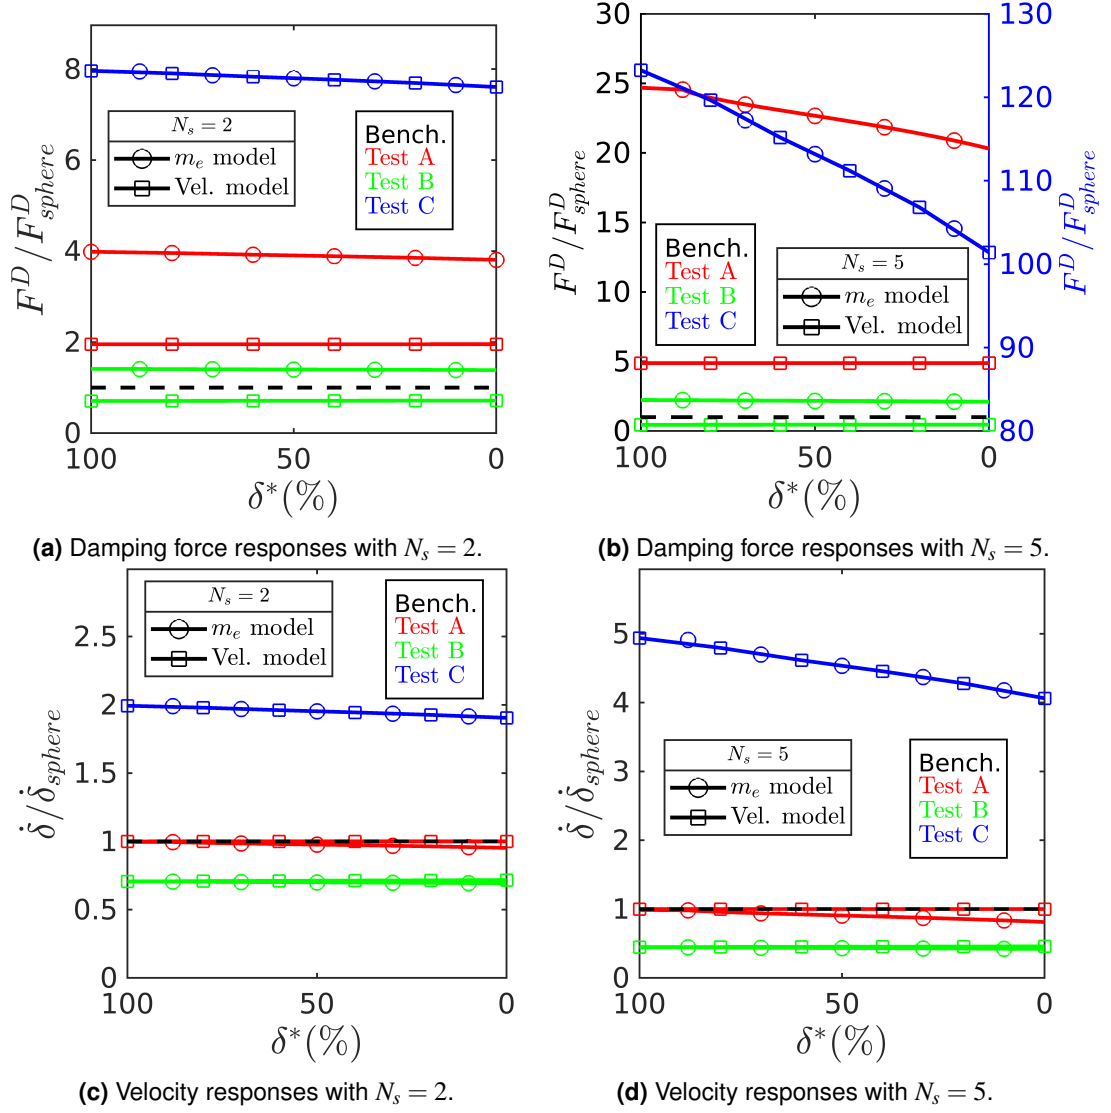 8
6
4
2
0
100
50
0
δ*(%)
F^D/F^D_sphere
N_s = 2
m_e model
Vel. model
Bench.
Test A
Test B
Test C
30
25
20
15
10
5
0
130
120
110
100
90
80
100
50
0
δ*(%)
F^D/F^D_sphere
F^D/F^D_sphere
Bench.
Test A
Test B
Test C
N_s = 5
m_e model
Vel. model
(a) Damping force responses with N_s = 2.
(b) Damping force responses with N_s = 5.
2.5
2
1.5
1
0.5
0
100
50
0
δ*(%)
δ̇/δ̇_sphere
N_s = 2
m_e model
Vel. model
Bench.
Test A
Test B
Test C
5
4
3
2
1
0
100
50
0
δ*(%)
δ̇/δ̇_sphere
N_s = 5
m_e model
Vel. model
Bench.
Test A
Test B
Test C
(c) Velocity responses with N_s = 2.
(d) Velocity responses with N_s = 5.